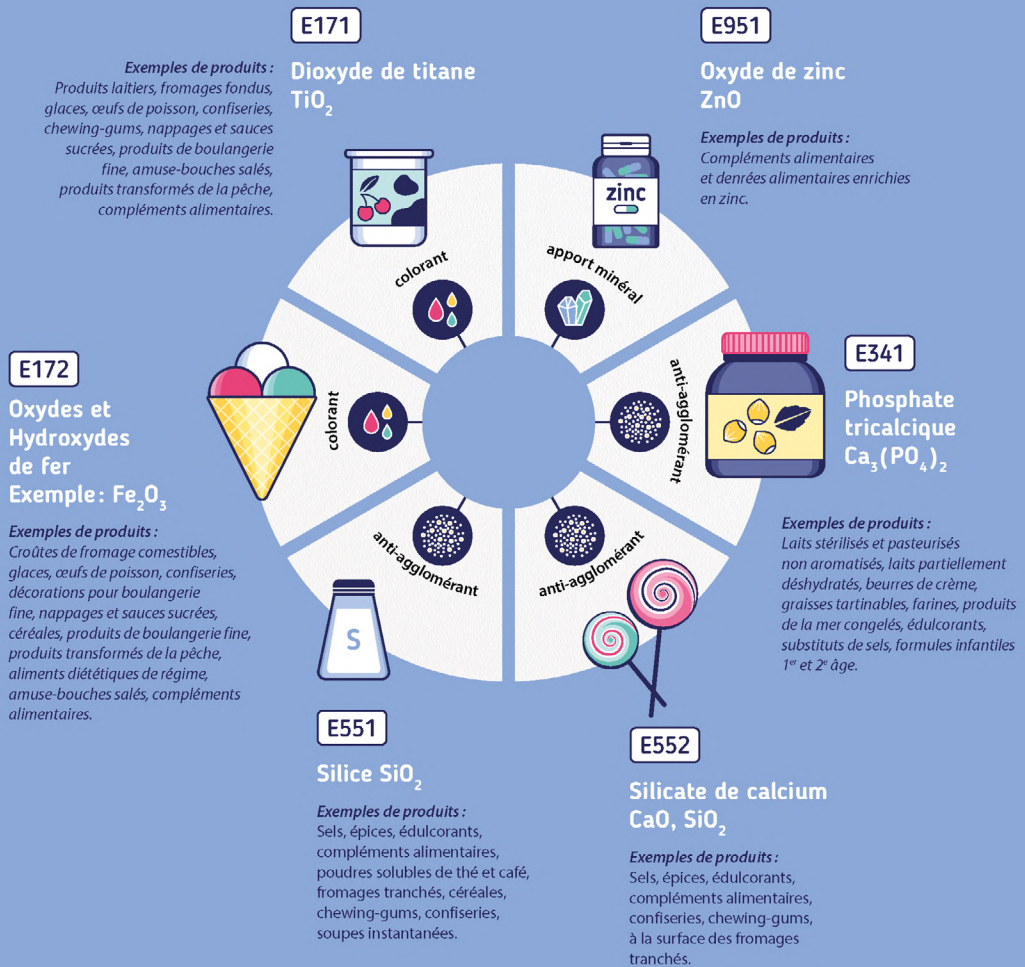 E171
Dioxyde de titane
TiO₂
Exemples de produits :
Produits laitiers, fromages fondus,
glaces, œufs de poisson, confiseries,
chewing-gums, nappages et sauces
sucrées, produits de boulangerie
fine, amuse-bouches salés,
produits transformés de la pêche,
compléments alimentaires.
colorant
E951
Oxyde de zinc
ZnO
Exemples de produits :
Compléments alimentaires
et denrées alimentaires enrichies
en zinc.
zinc
apport minéral
E341
Phosphate
tricalcique
Ca₃(PO₄)₂
Exemples de produits :
Laits stérilisés et pasteurisés
non aromatisés, laits partiellement
déshydratés, beurres de crème,
graisses tartinables, farines, produits
de la mer congelés, édulcorants,
substituts de sels, formules infantiles
1er et 2e âge.
anti-agglomérant
E172
Oxydes et
Hydroxydes
de fer
Exemple : Fe₂O₃
Exemples de produits :
Croûtes de fromage comestibles,
glaces, œufs de poisson, confiseries,
décorations pour boulangerie
fine, nappages et sauces sucrées,
céréales, produits de boulangerie fine,
produits transformés de la pêche,
aliments diététiques de régime,
amuse-bouches salés, compléments
alimentaires.
colorant
anti-agglomérant
S
E551
Silice SiO₂
Exemples de produits :
Sels, épices, édulcorants,
compléments alimentaires,
poudres solubles de thé et café,
fromages tranchés, céréales,
chewing-gums, confiseries,
soupes instantanées.
anti-agglomérant
E552
Silicate de calcium
CaO, SiO₂
Exemples de produits :
Sels, épices, édulcorants,
compléments alimentaires,
confiseries, chewing-gums,
à la surface des fromages
tranchés.